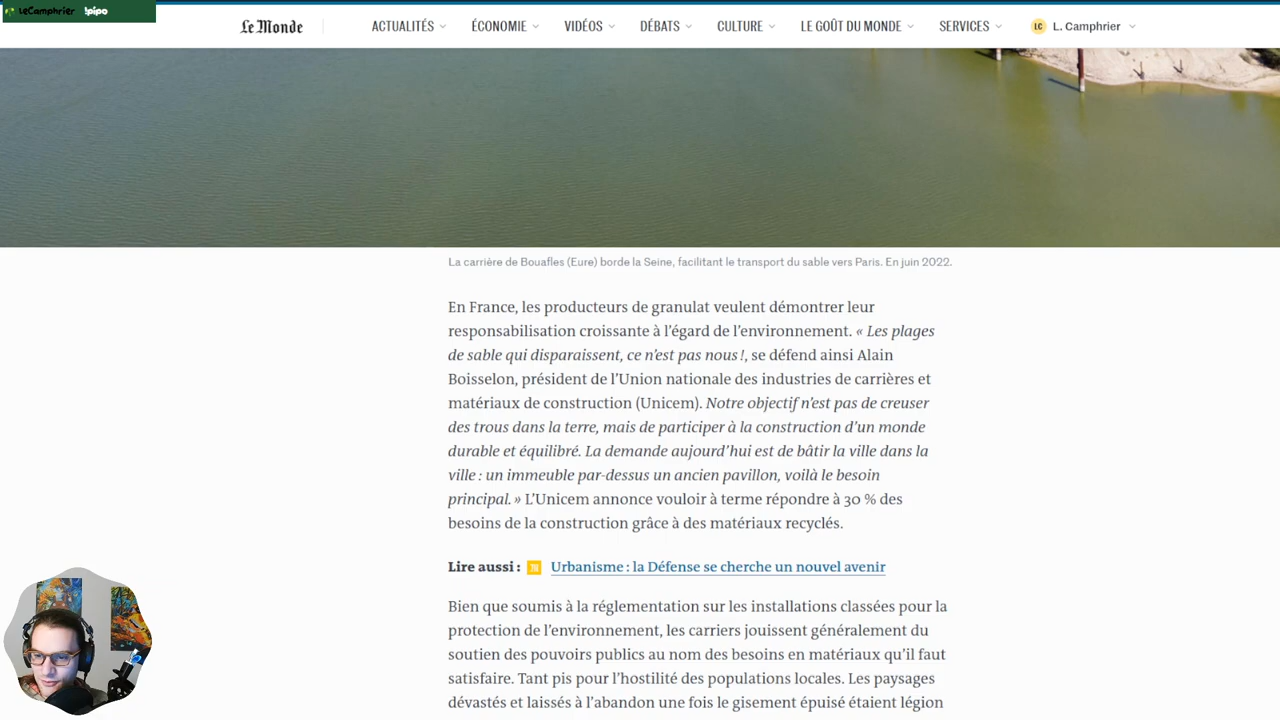 LeCamphrier !pipo
Le Monde
ACTUALITÉS ÉCONOMIE VIDÉOS DÉBATS CULTURE LE GOÛT DU MONDE SERVICES LC L. Camphrier
La carrière de Bouafles (Eure) borde la Seine, facilitant le transport du sable vers Paris. En juin 2022.
En France, les producteurs de granulat veulent démontrer leur
responsabilisation croissante à l’égard de l’environnement. « Les plages
de sable qui disparaissent, ce n’est pas nous !, se défend ainsi Alain
Boisselon, président de l’Union nationale des industries de carrières et
matériaux de construction (Unicem). Notre objectif n’est pas de creuser
des trous dans la terre, mais de participer à la construction d’un monde
durable et équilibré. La demande aujourd’hui est de bâtir la ville dans la
ville : un immeuble par-dessus un ancien pavillon, voilà le besoin
principal. » L’Unicem annonce vouloir à terme répondre à 30 % des
besoins de la construction grâce à des matériaux recyclés.
Lire aussi : Urbanisme : la Défense se cherche un nouvel avenir
Bien que soumis à la réglementation sur les installations classées pour la
protection de l’environnement, les carriers jouissent généralement du
soutien des pouvoirs publics au nom des besoins en matériaux qu’il faut
satisfaire. Tant pis pour l’hostilité des populations locales. Les paysages
dévastés et laissés à l’abandon une fois le gisement épuisé étaient légion